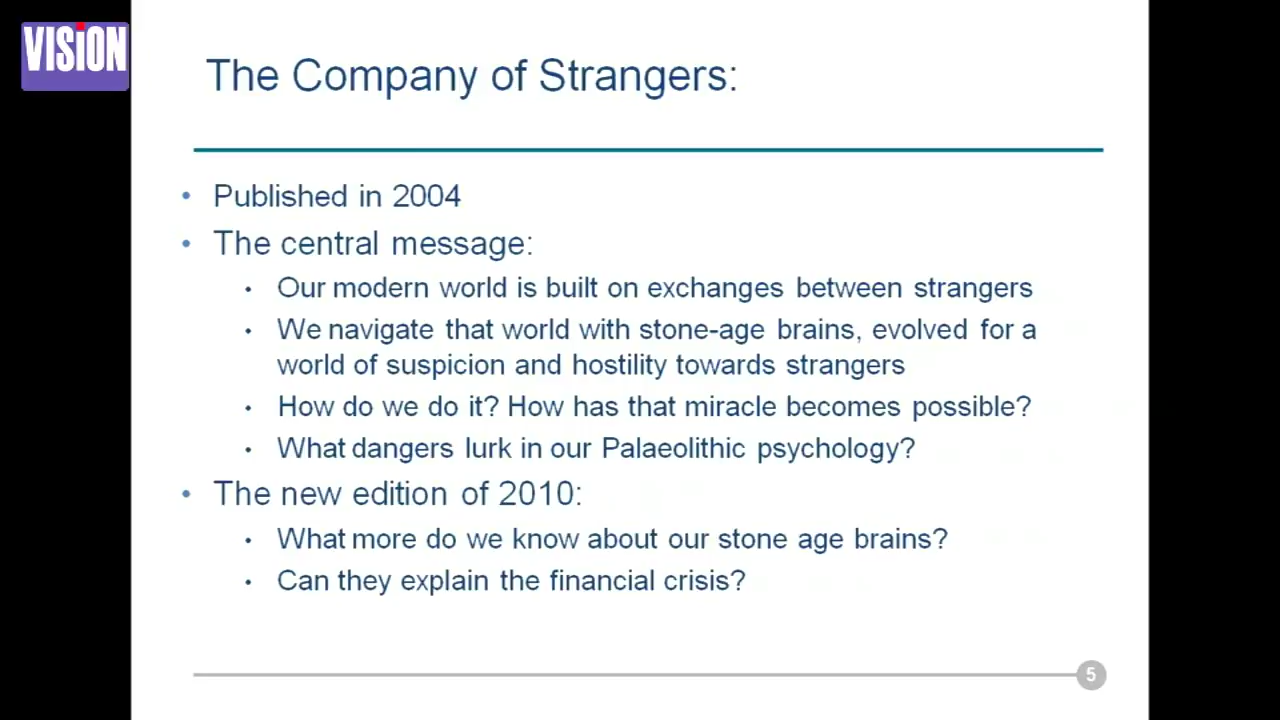 VISION
The Company of Strangers:
• Published in 2004
• The central message:
• Our modern world is built on exchanges between strangers
• We navigate that world with stone-age brains, evolved for a
world of suspicion and hostility towards strangers
• How do we do it? How has that miracle becomes possible?
• What dangers lurk in our Palaeolithic psychology?
• The new edition of 2010:
• What more do we know about our stone age brains?
• Can they explain the financial crisis?
5